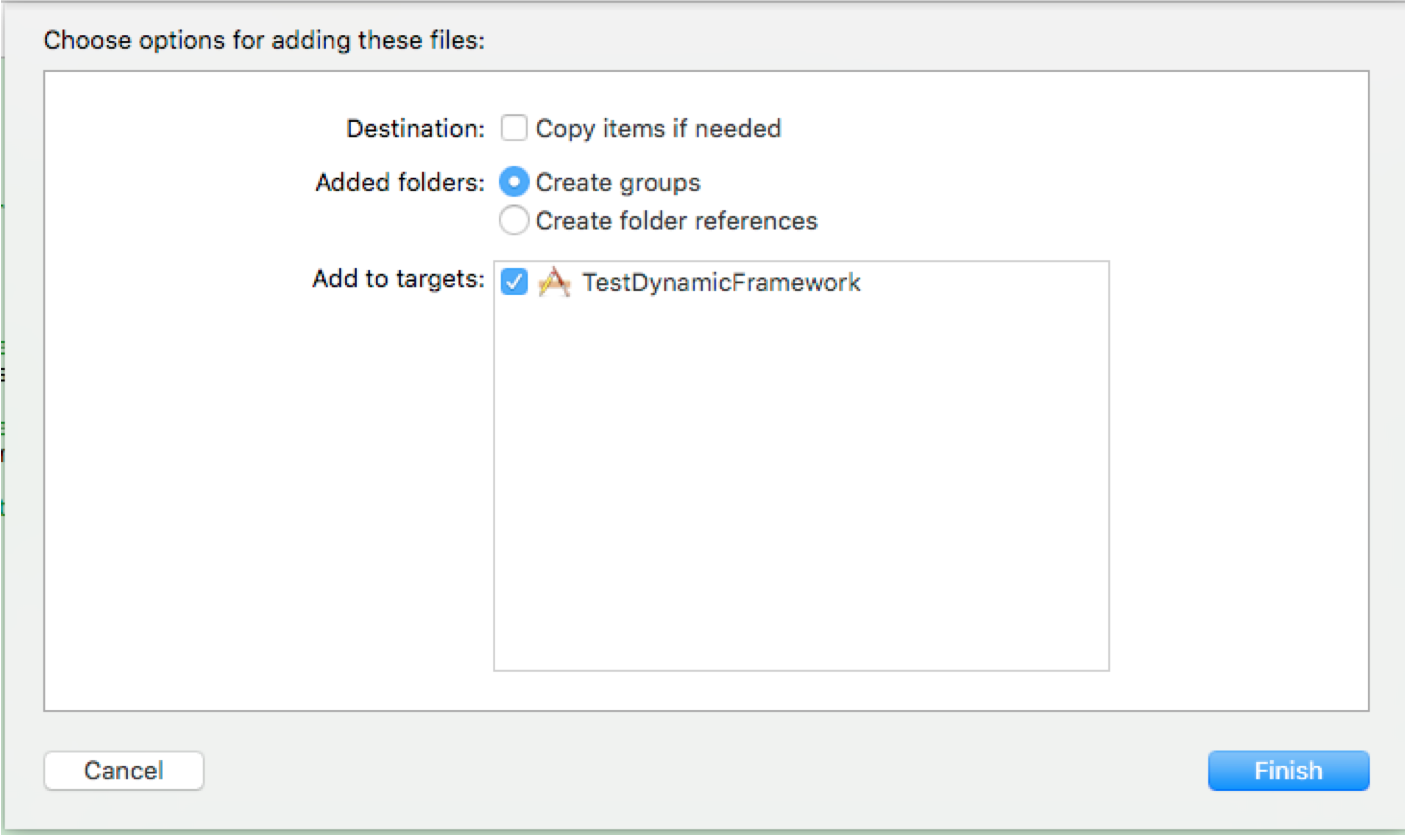 Choose options for adding these files:
Destination: Copy items if needed
Added folders: Create groups
Create folder references
Add to targets: TestDynamicFramework
Cancel Finish